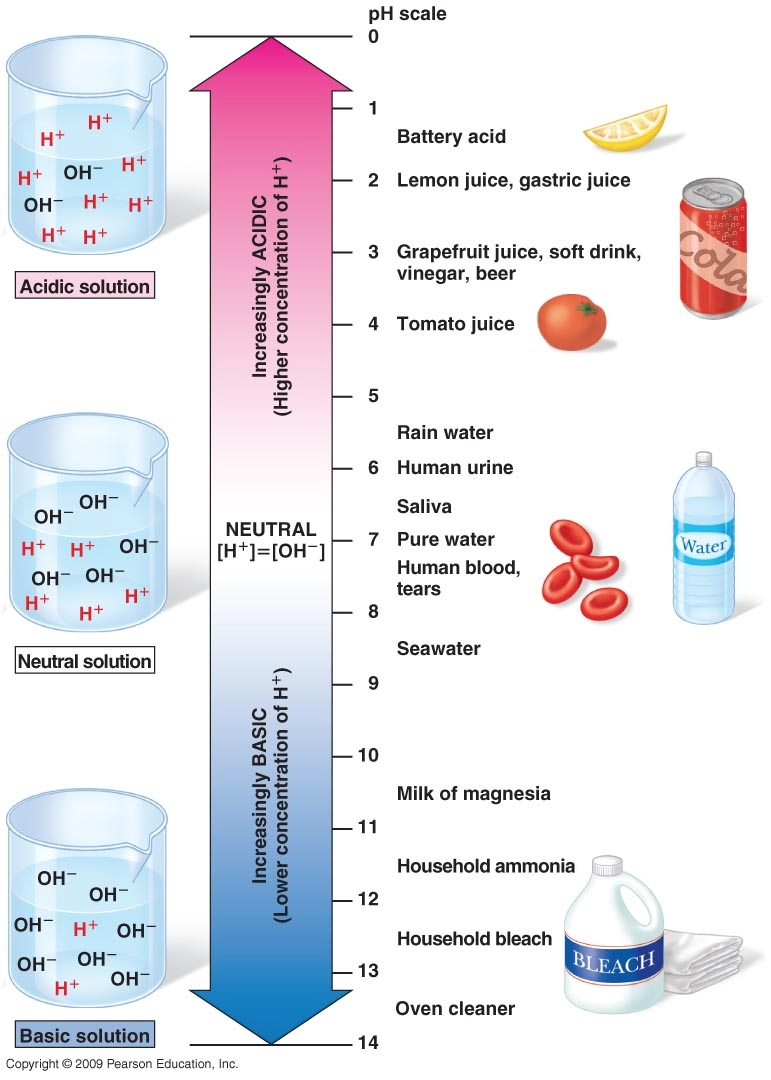 pH scale
0
1
Battery acid
2
Lemon juice, gastric juice
3
Grapefruit juice, soft drink,
vinegar, beer
4
Tomato juice
5
Rain water
6
Human urine
Saliva
7
Pure water
Human blood,
tears
8
Seawater
9
10
Milk of magnesia
11
Household ammonia
12
Household bleach
13
Oven cleaner
14
Increasingly ACIDIC
(Higher concentration of H⁺)
NEUTRAL
[H⁺]=[OH⁻]
Increasingly BASIC
(Lower concentration of H⁺)
H⁺
H⁺
H⁺
OH⁻
H⁺
OH⁻
H⁺
H⁺
H⁺
H⁺
Acidic solution
OH⁻
OH⁻
H⁺
H⁺
OH⁻
OH⁻
OH⁻
H⁺
H⁺
H⁺
Neutral solution
OH⁻
OH⁻
OH⁻
H⁺
OH⁻
OH⁻
OH⁻
OH⁻
H⁺
Basic solution
Cola
Water
BLEACH
Copyright © 2009 Pearson Education, Inc.